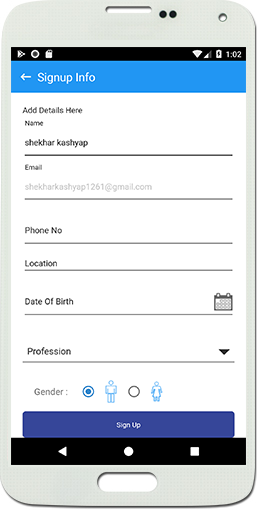 1:02
Signup Info
Add Details Here
Name
shekhar kashyap
Email
shekharkashyap1261@gmail.com
Phone No
Location
Date Of Birth
Profession
Gender :
Sign Up